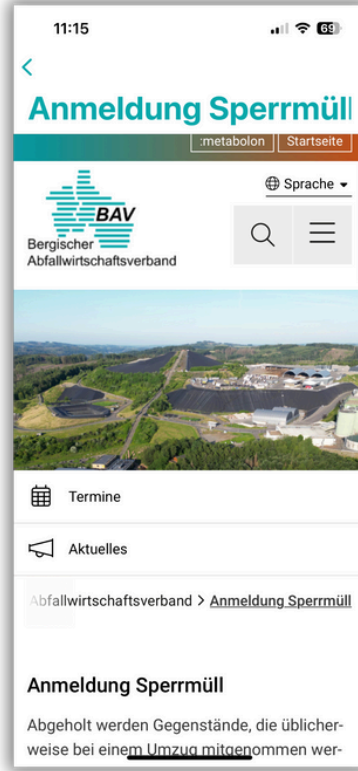 11:15
69
Anmeldung Sperrmüll
:metabolon Startseite
Sprache
BAV
Bergischer
Abfallwirtschaftsverband
Termine
Aktuelles
Abfallwirtschaftsverband > Anmeldung Sperrmüll
Anmeldung Sperrmüll
Abgeholt werden Gegenstände, die üblicher-
weise bei einem Umzug mitgenommen wer-